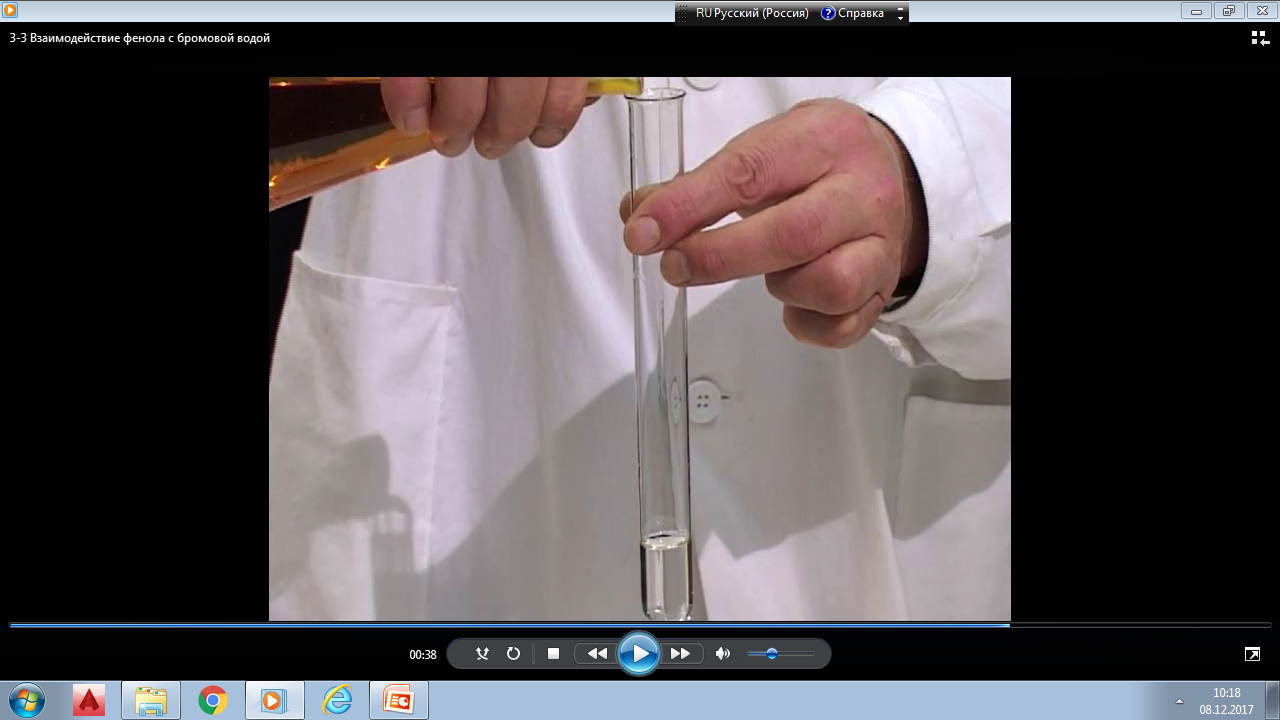 RU Русский (Россия) ? Справка
3-3 Взаимодействие фенола с бромовой водой
00:38
10:18
08.12.2017